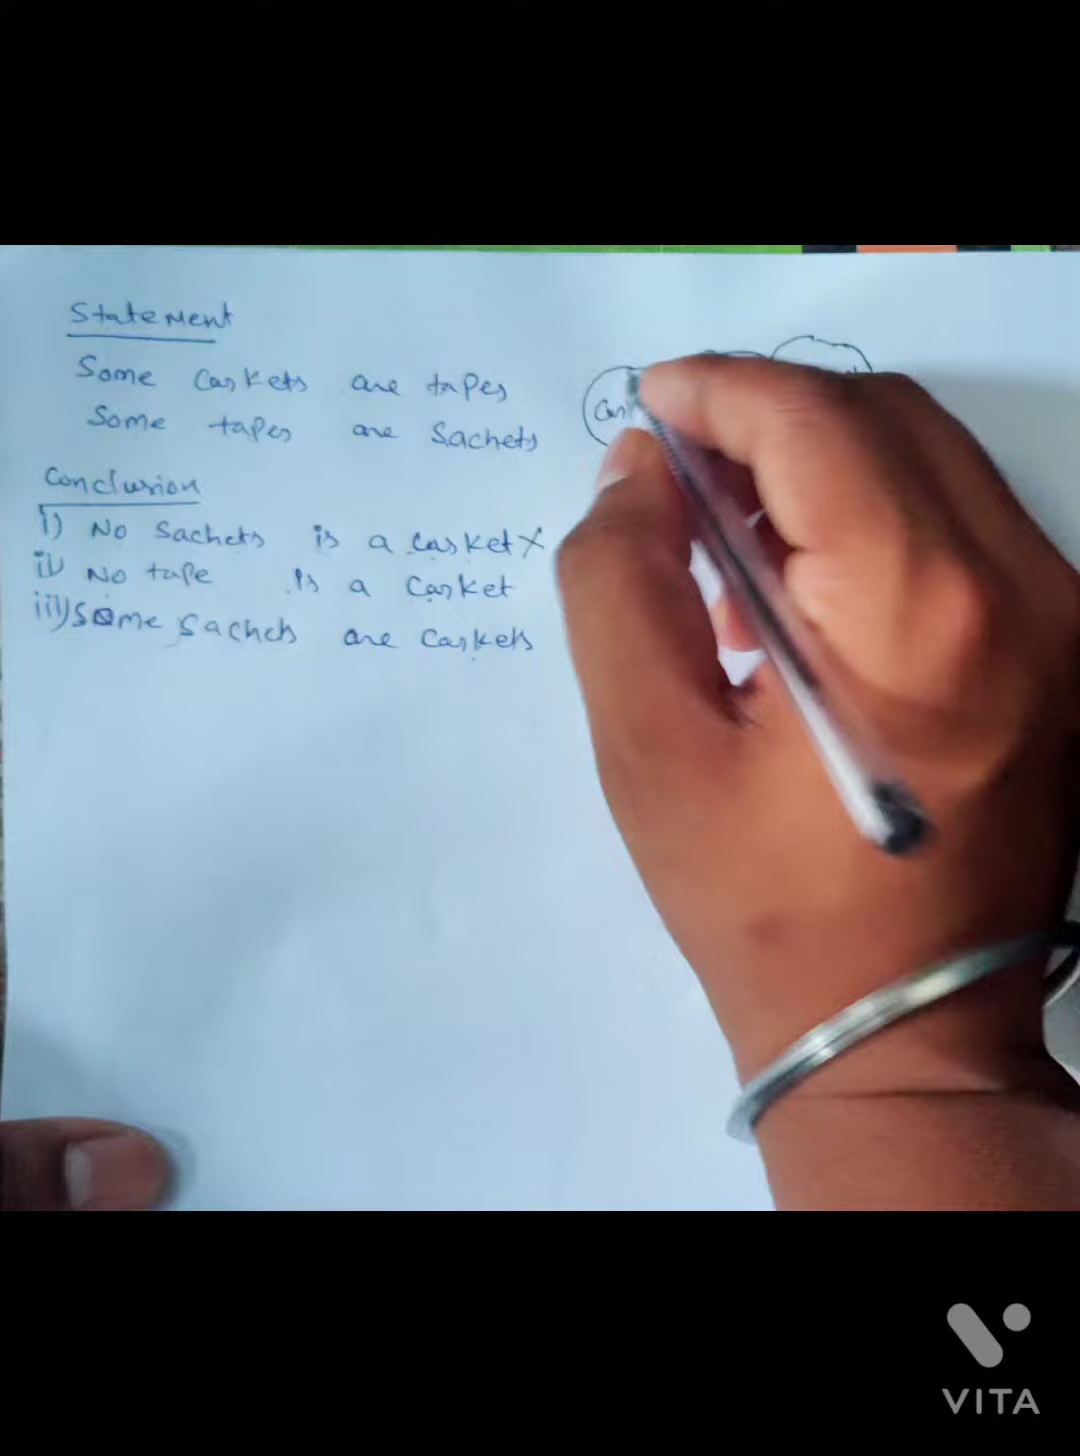 Statement
Some Caskets are tapes
Some tapes are Sachets
Conclusion
i) No Sachets is a Casket X
ii) No tape is a Casket
iii) Some Sachets are Caskets
Cas
VITA